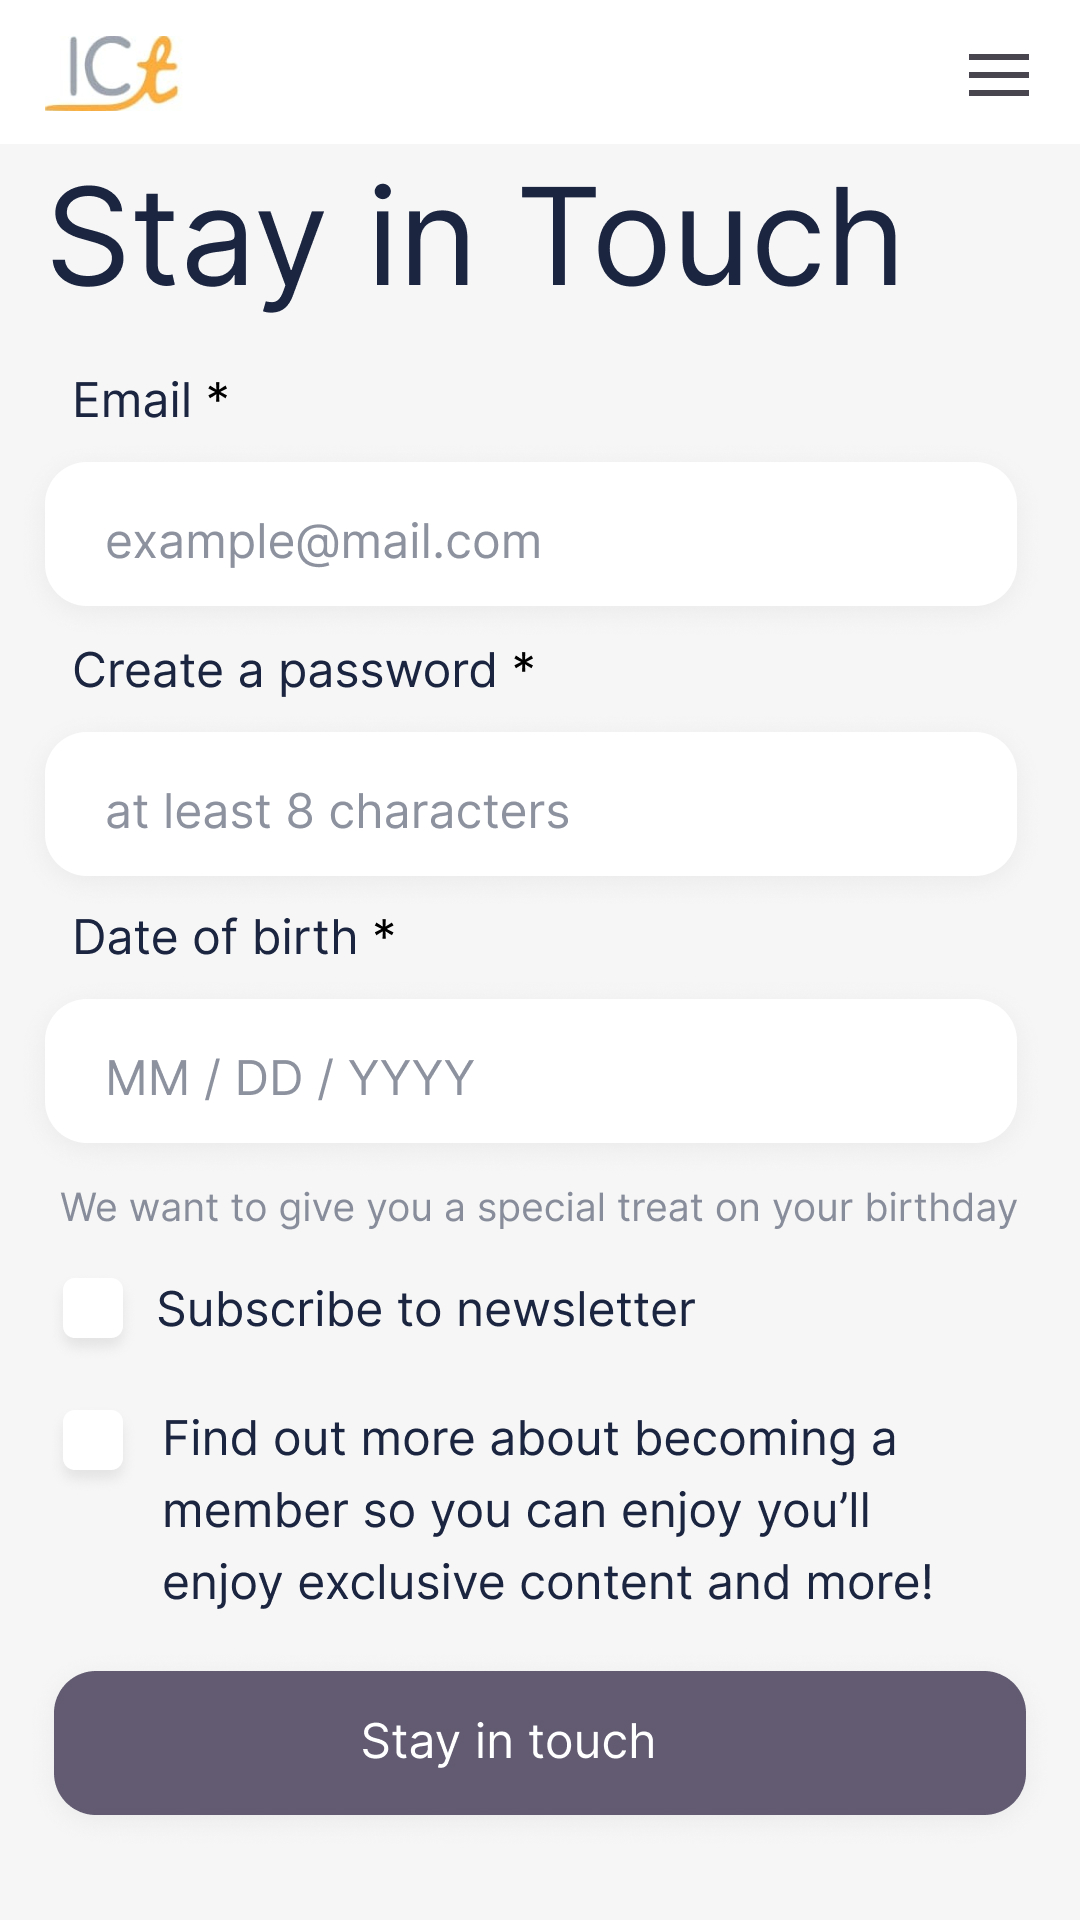 ICt
Stay in Touch
Email *
example@mail.com
Create a password *
at least 8 characters
Date of birth *
MM / DD / YYYY
We want to give you a special treat on your birthday
Subscribe to newsletter
Find out more about becoming a
member so you can enjoy you’ll
enjoy exclusive content and more!
Stay in touch